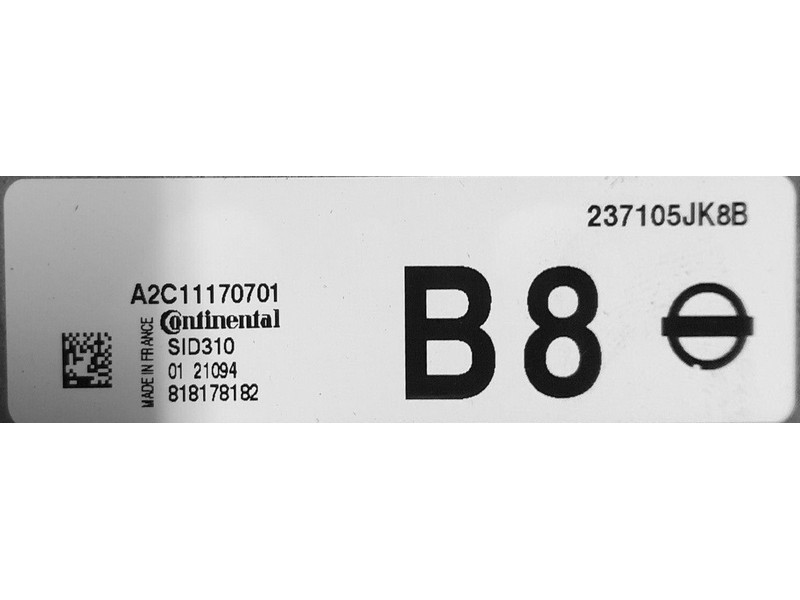 237105JK8B
A2C11170701
Continental
SID310
01 21094
818178182
MADE IN FRANCE
B8